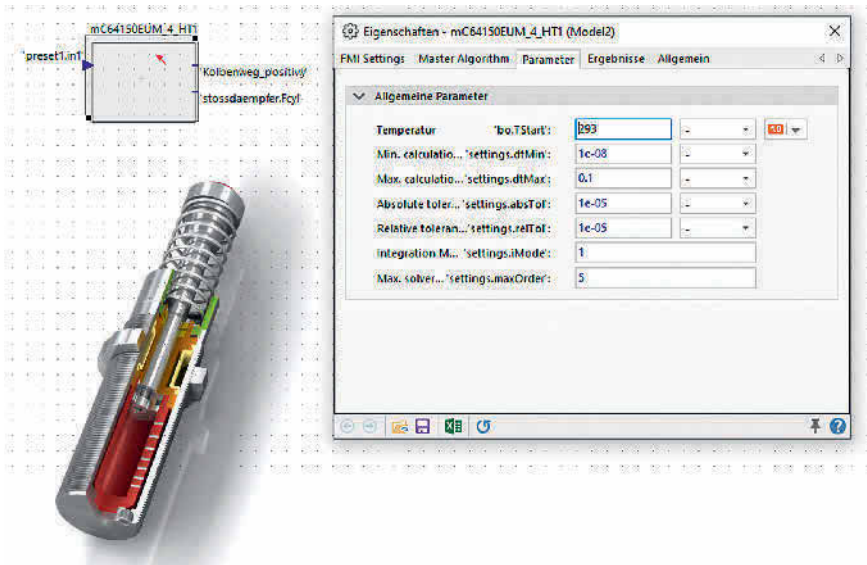 mC64150EUM_4_HT1
'preset1.in1'
'Kolbenweg_positivy'
'stossdaempfer.Fcyl'
Eigenschaften - mC64150EUM_4_HT1 (Model2)
FMI Settings Master Algorithm Parameter Ergebnisse Allgemein
Allgemeine Parameter
Temperatur 'bo.TStart': 293 -
Min. calculatio... 'settings.dtMin': 1e-08 -
Max. calculatio... 'settings.dtMax': 0.1 -
Absolute toler... 'settings.absTol': 1e-05 -
Relative toleran... 'settings.relTol': 1e-05 -
Integration M... 'settings.iMode': 1
Max. solver... 'settings.maxOrder': 5